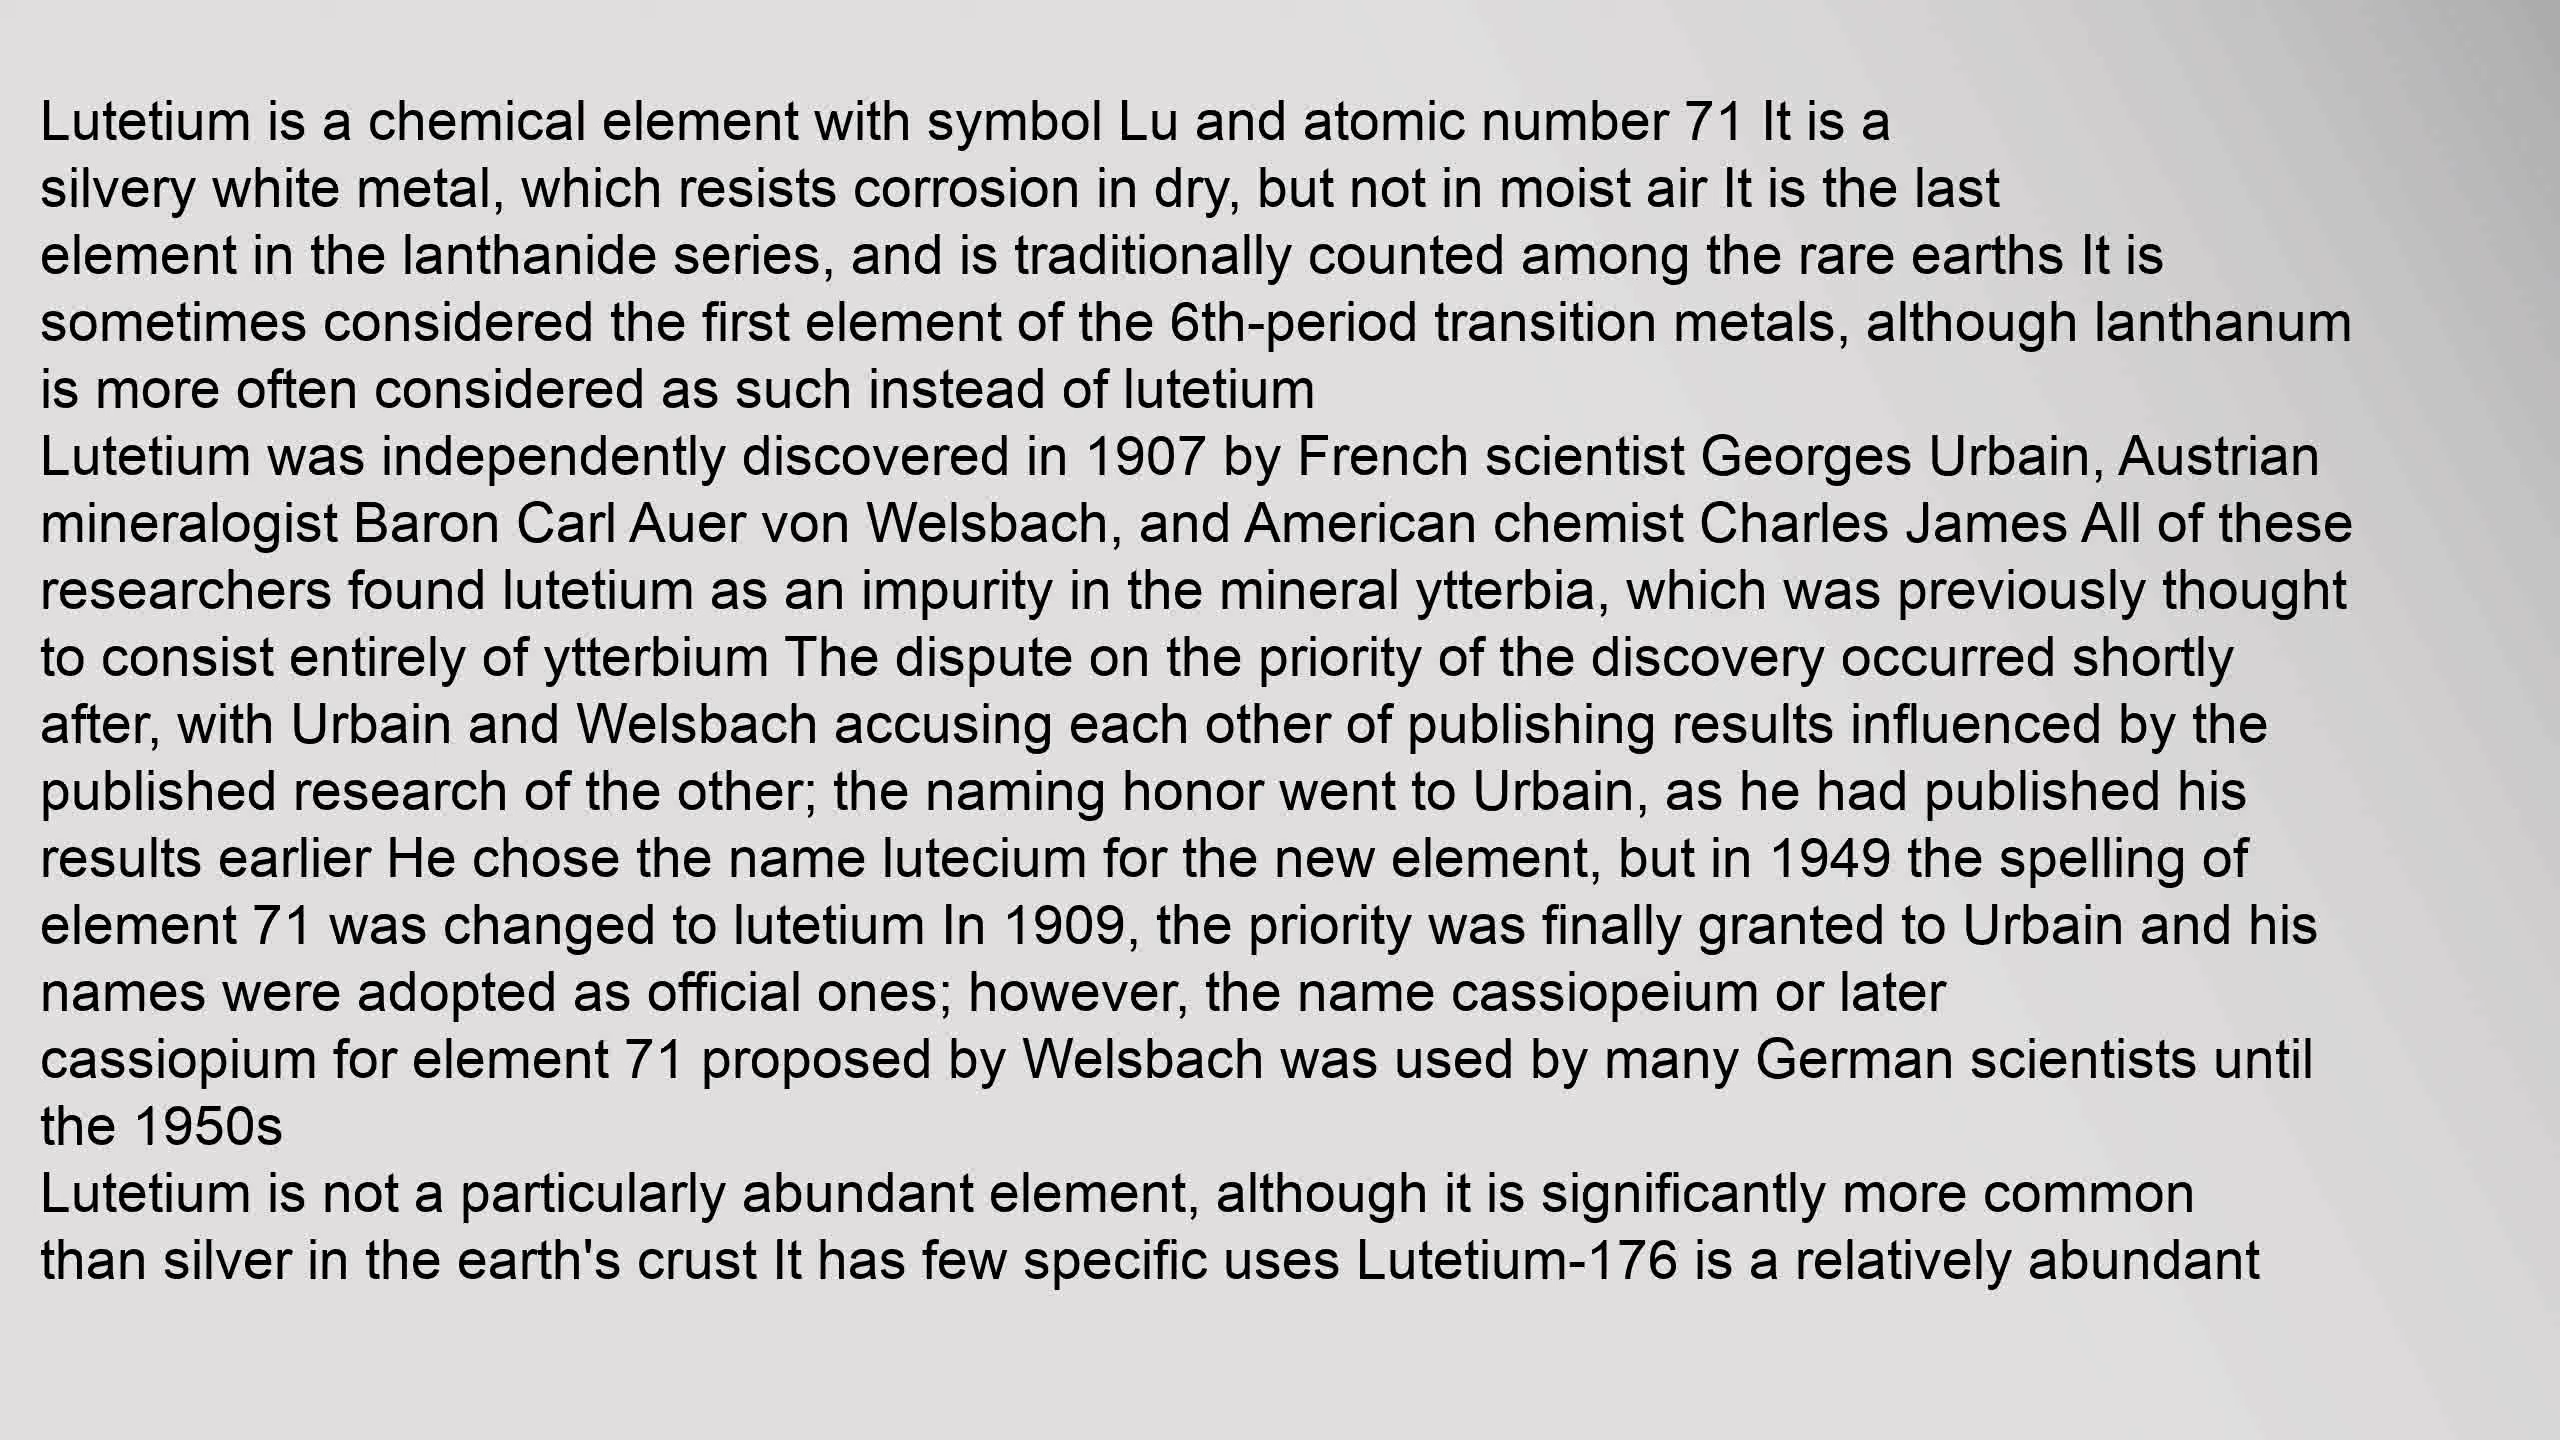 Lutetium is a chemical element with symbol Lu and atomic number 71 It is a
silvery white metal, which resists corrosion in dry, but not in moist air It is the last
element in the lanthanide series, and is traditionally counted among the rare earths It is
sometimes considered the first element of the 6th-period transition metals, although lanthanum
is more often considered as such instead of lutetium
Lutetium was independently discovered in 1907 by French scientist Georges Urbain, Austrian
mineralogist Baron Carl Auer von Welsbach, and American chemist Charles James All of these
researchers found lutetium as an impurity in the mineral ytterbia, which was previously thought
to consist entirely of ytterbium The dispute on the priority of the discovery occurred shortly
after, with Urbain and Welsbach accusing each other of publishing results influenced by the
published research of the other; the naming honor went to Urbain, as he had published his
results earlier He chose the name lutecium for the new element, but in 1949 the spelling of
element 71 was changed to lutetium In 1909, the priority was finally granted to Urbain and his
names were adopted as official ones; however, the name cassiopeium or later
cassiopium for element 71 proposed by Welsbach was used by many German scientists until
the 1950s
Lutetium is not a particularly abundant element, although it is significantly more common
than silver in the earth's crust It has few specific uses Lutetium-176 is a relatively abundant